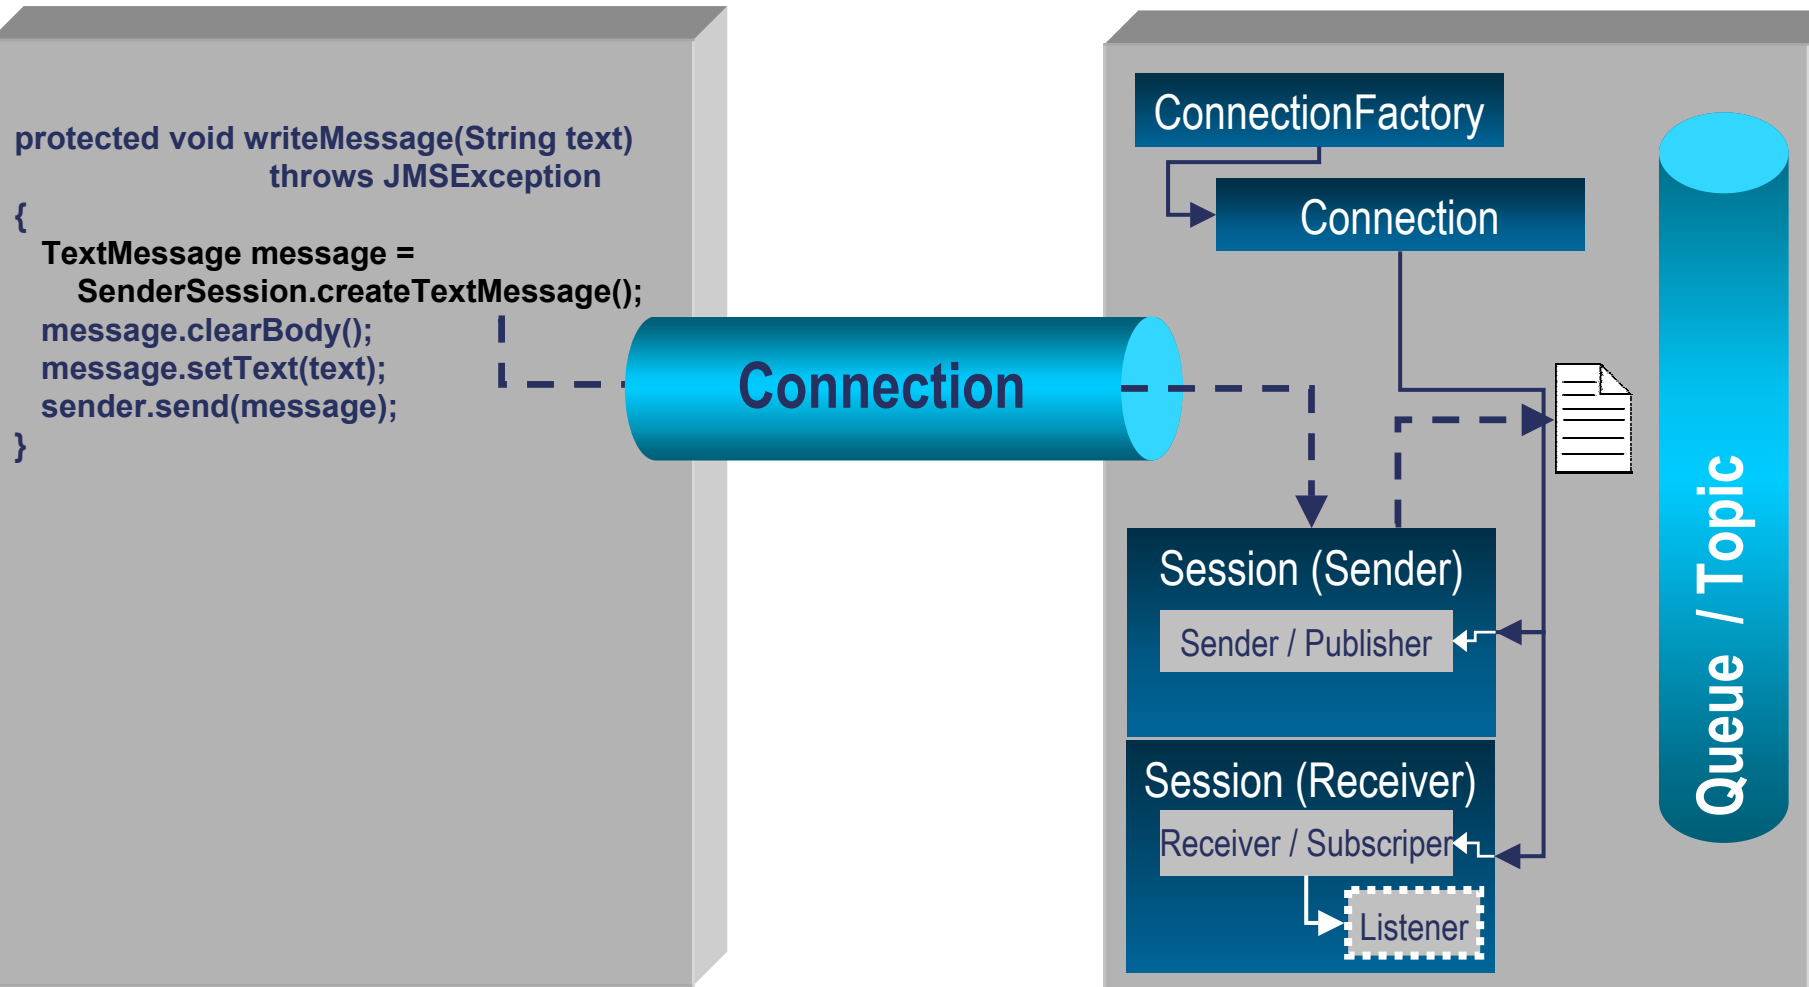 protected void writeMessage(String text)
throws JMSException
{
TextMessage message =
SenderSession.createTextMessage();
message.clearBody();
message.setText(text);
sender.send(message);
}
Connection
ConnectionFactory
Connection
Session (Sender)
Sender / Publisher
Session (Receiver)
Receiver / Subscriper
Listener
Queue / Topic